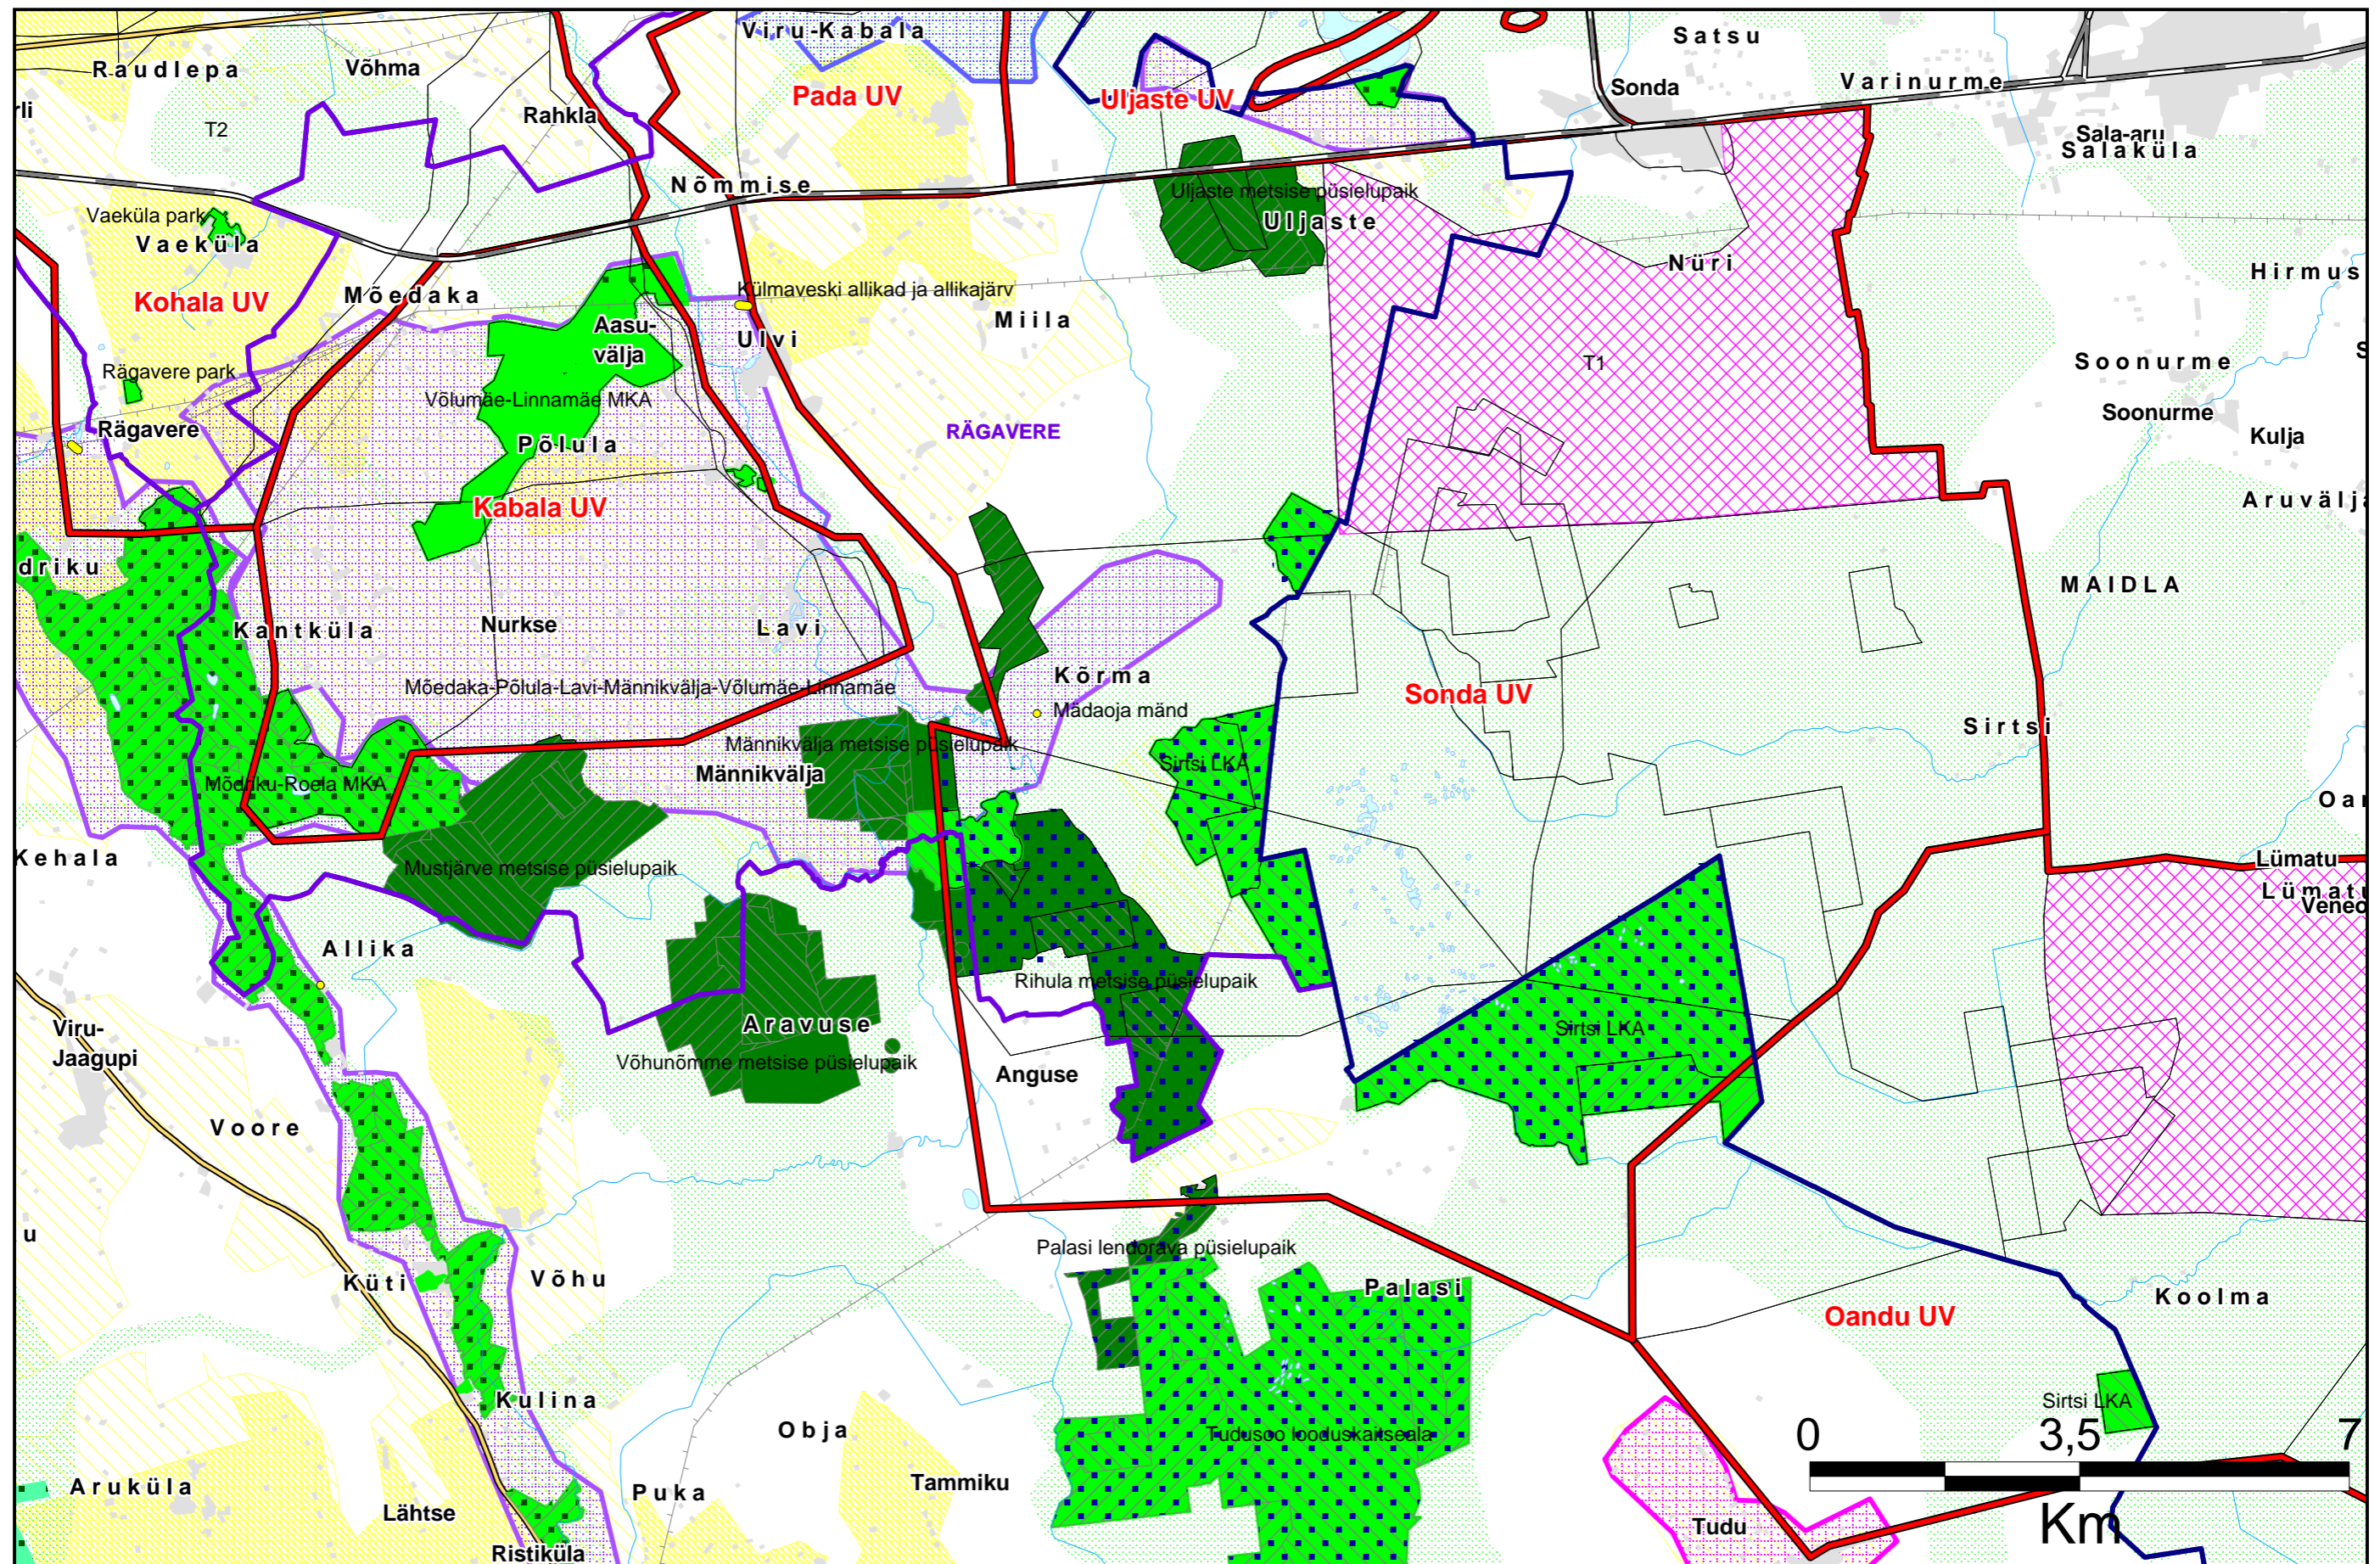 Viru-Kabala
Satsu
Raudlepa
Võhma
Pada UV
Uljaste UV
Sonda
Varinurme
rli
T2
Rahkla
Sala-aru
Salaküla
Nõmmise
Uljaste metsise püsielupaik
Uljaste
Vaeküla park
Vaeküla
Nüri
Hirmus
Kohala UV
Mõedaka
Külmaveski allikad ja allikajärv
Aasu-
välja
Ulvi
Miila
T1
Soonurme
S
Rägavere park
Võlumäe-Linnamäe MKA
Soonurme
Rägavere
Põlula
RÄGAVERE
Kulja
Kabala UV
Aruvälja
driku
MAIDLA
Kantküla
Nurkse
Lavi
Mõedaka-Põlula-Lavi-Männikvälja-Võlumäe-Linnamäe
Kõrma
Sonda UV
Mädaoja mänd
Sirtsi
Männikvälja metsise püsielupaik
Männikvälja
Sirtsi LKA
Mõdriku-Roela MKA
Oar
Kehala
Mustjärve metsise püsielupaik
Lümatu
Lümatu
Veneo
Allika
Rihula metsise püsielupaik
Viru-
Jaagupi
Aravuse
Sirtsi LKA
Võhunõmme metsise püsielupaik
Anguse
Voore
u
Palasi lendorava püsielupaik
Küti
Võhu
Palasi
Koolma
Oandu UV
Kulina
Sirtsi LKA
Obja
Tudusoo looduskaitseala
0 3,5 7
Aruküla
Puka
Tammiku
Lähtse
Tudu
Km
Ristiküla